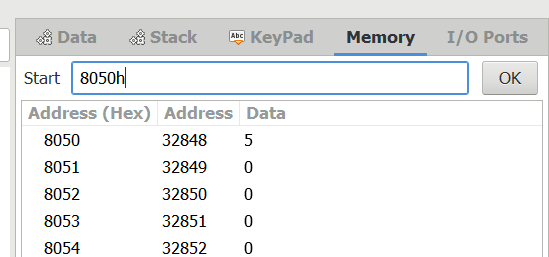 Data Stack Abc KeyPad Memory I/O Ports
Start 8050h OK
Address (Hex) Address Data
8050 32848 5
8051 32849 0
8052 32850 0
8053 32851 0
8054 32852 0